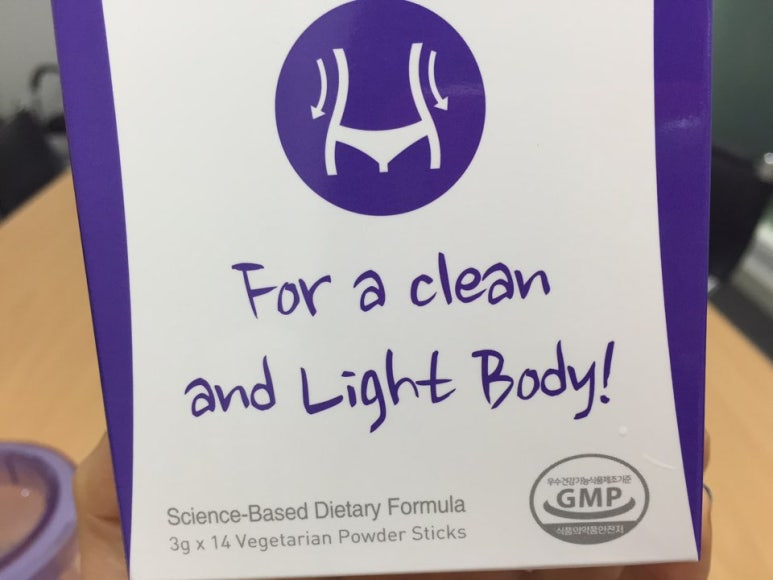 For a clean
and Light Body!
Science-Based Dietary Formula
3g x 14 Vegetarian Powder Sticks
우수건강기능식품제조기준
GMP
식품의약품안전처